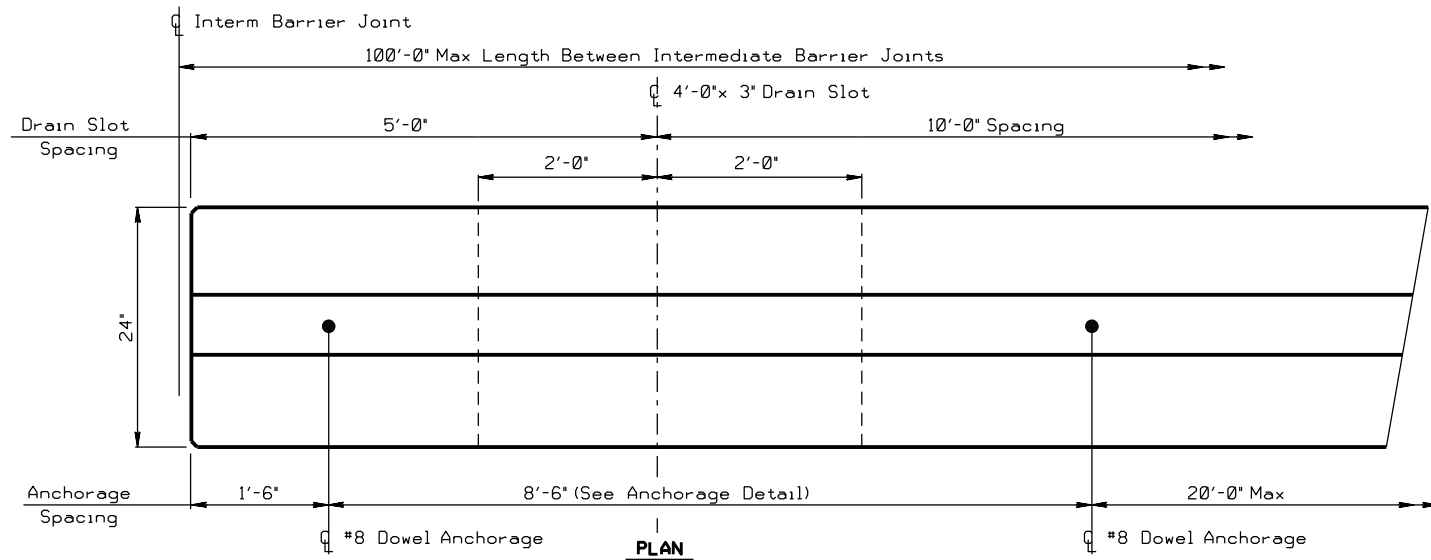 ℄ Interm Barrier Joint
100'-0" Max Length Between Intermediate Barrier Joints
℄ 4'-0"x 3" Drain Slot
Drain Slot
Spacing
5'-0"
10'-0" Spacing
2'-0"
2'-0"
24"
Anchorage
Spacing
1'-6"
8'-6" (See Anchorage Detail)
20'-0" Max
℄ #8 Dowel Anchorage
℄ #8 Dowel Anchorage
PLAN